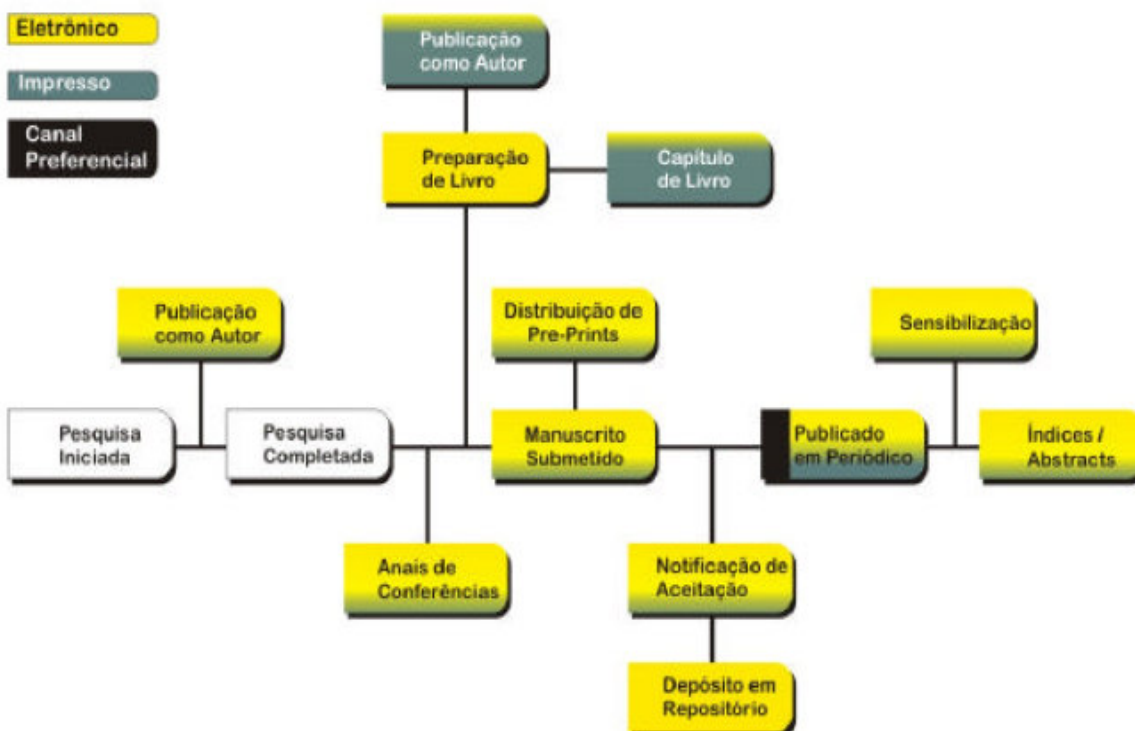 Eletrônico
Impresso
Canal
Preferencial
Publicação
como Autor
Preparação
de Livro
Capítulo
de Livro
Publicação
como Autor
Distribuição de
Pre-Prints
Sensibilização
Pesquisa
Iniciada
Pesquisa
Completada
Manuscrito
Submetido
Publicado
em Periódico
Índices /
Abstracts
Anais de
Conferências
Notificação de
Aceitação
Depósito em
Repositório